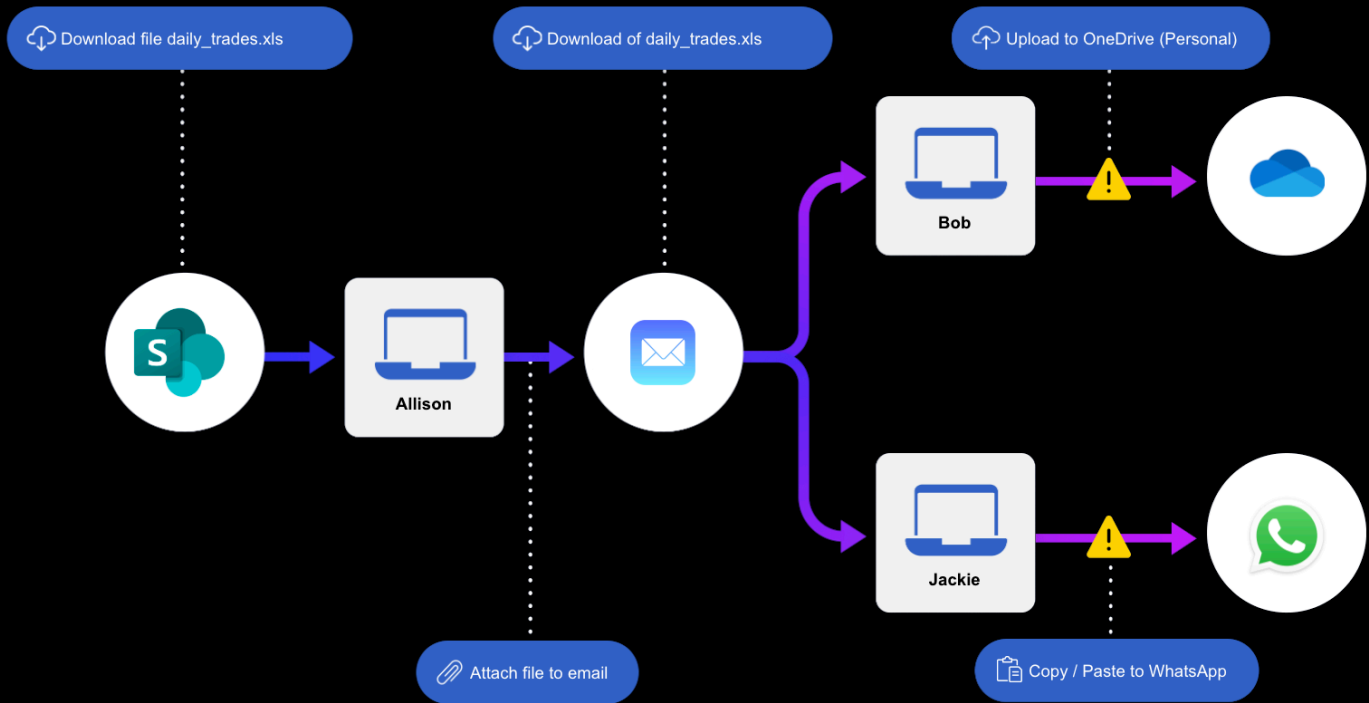 Download file daily_trades.xls
Download of daily_trades.xls
Upload to OneDrive (Personal)
Bob
S
Allison
Jackie
Attach file to email
Copy / Paste to WhatsApp